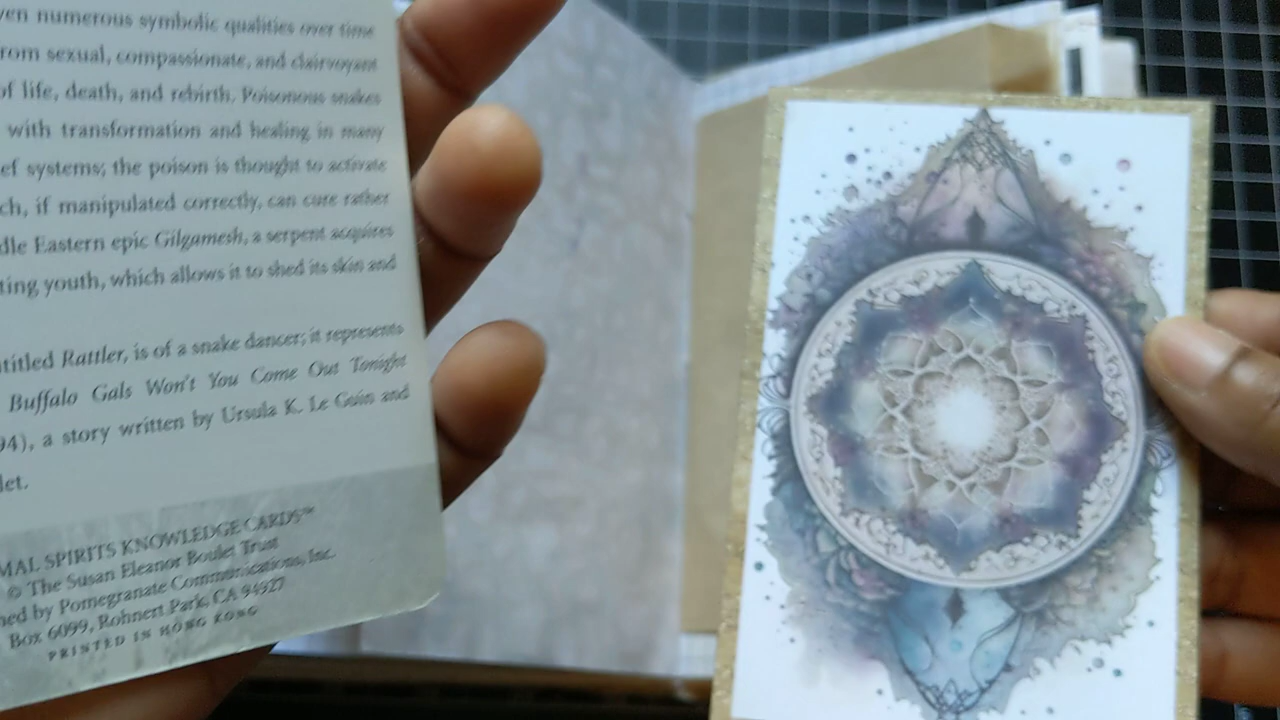 ven numerous symbolic qualities over time
rom sexual, compassionate, and clairvoyant
of life, death, and rebirth. Poisonous snakes
with transformation and healing in many
ef systems; the poison is thought to activate
ch, if manipulated correctly, can cure rather
dle Eastern epic Gilgamesh, a serpent acquires
ting youth, which allows it to shed its skin and
titled Rattler, is of a snake dancer; it represents
Buffalo Gals Won't You Come Out Tonight
94), a story written by Ursula K. Le Guin and
let.
MAL SPIRITS KNOWLEDGE CARDS™
© The Susan Eleanor Boulet Trust
hed by Pomegranate Communications, Inc.
Box 6099, Rohnert Park, CA 94927
PRINTED IN HONG KONG